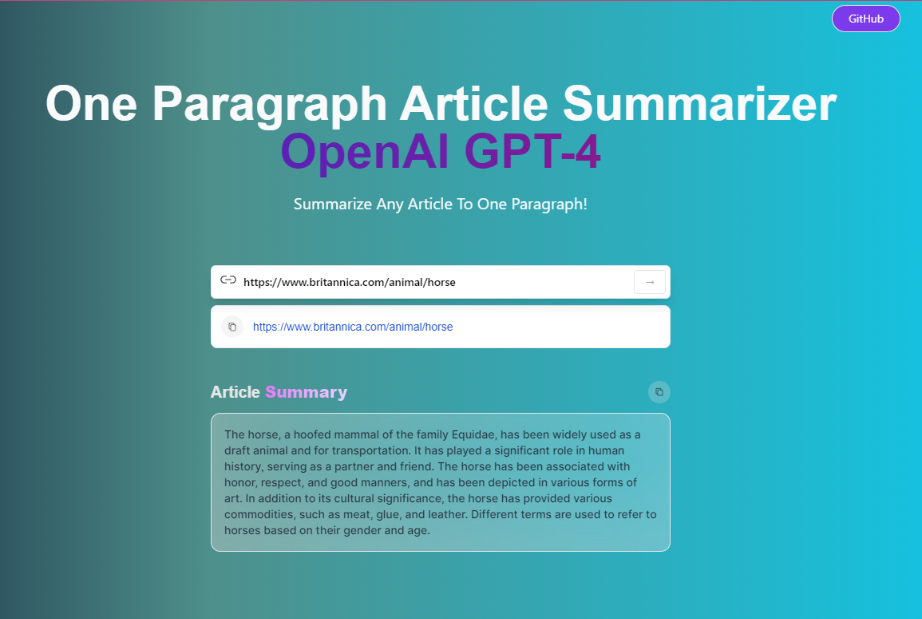 GitHub
One Paragraph Article Summarizer
OpenAI GPT-4
Summarize Any Article To One Paragraph!
https://www.britannica.com/animal/horse
→
https://www.britannica.com/animal/horse
Article Summary
The horse, a hoofed mammal of the family Equidae, has been widely used as a
draft animal and for transportation. It has played a significant role in human
history, serving as a partner and friend. The horse has been associated with
honor, respect, and good manners, and has been depicted in various forms of
art. In addition to its cultural significance, the horse has provided various
commodities, such as meat, glue, and leather. Different terms are used to refer to
horses based on their gender and age.